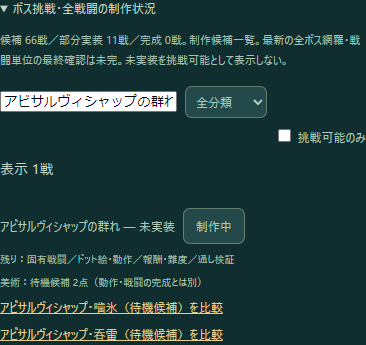 ▼ ボス挑戦・全戦闘の制作状況
候補 66戦／部分実装 11戦／完成 0戦。制作候補一覧。最新の全ボス網羅・戦
闘単位の最終確認は未完。未実装を挑戦可能として表示しない。
アビサルヴィシャップの群れ 全分類
挑戦可能のみ
表示 1戦
アビサルヴィシャップの群れ — 未実装 制作中
残り：固有戦闘／ドット絵・動作／報酬・難度／通し検証
美術：待機候補 2点（動作・戦闘の完成とは別）
アビサルヴィシャップ・噛氷（待機候補）を比較
アビサルヴィシャップ・呑雷（待機候補）を比較